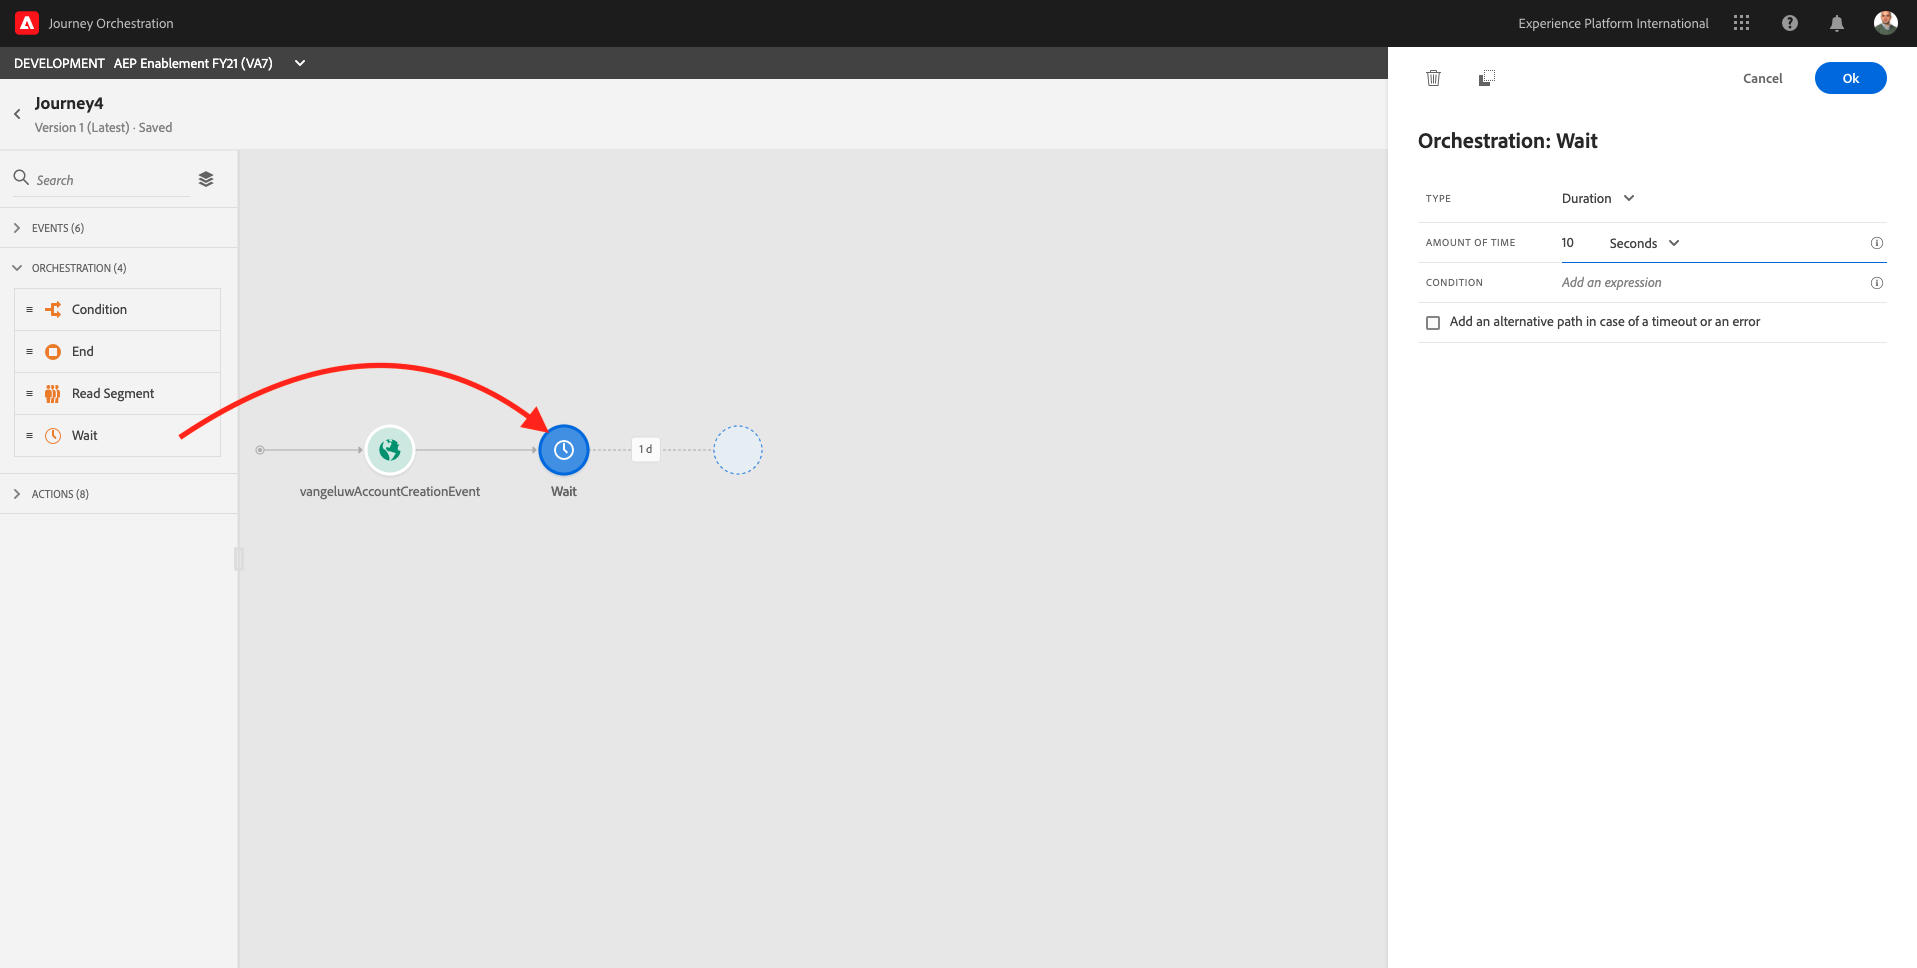 Journey Orchestration
Experience Platform International
DEVELOPMENT AEP Enablement FY21 (VA7)
Journey4
Version 1 (Latest) · Saved
Search
EVENTS (6)
ORCHESTRATION (4)
Condition
End
Read Segment
Wait
ACTIONS (8)
vangeluwAccountCreationEvent
Wait
1 d
Cancel
Ok
Orchestration: Wait
TYPE Duration
AMOUNT OF TIME 10 Seconds
CONDITION Add an expression
Add an alternative path in case of a timeout or an error